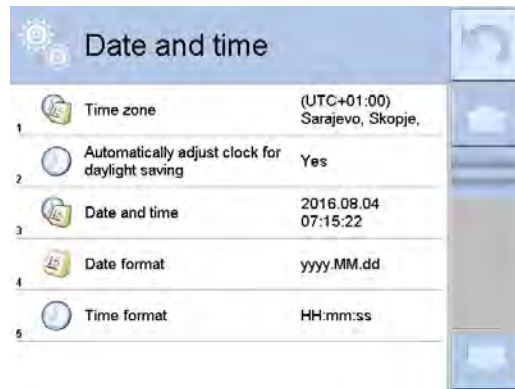 Date and time
1 Time zone (UTC+01:00)
Sarajevo, Skopje,
2 Automatically adjust clock for
daylight saving Yes
3 Date and time 2016.08.04
07:15:22
4 Date format yyyy.MM.dd
5 Time format HH:mm:ss